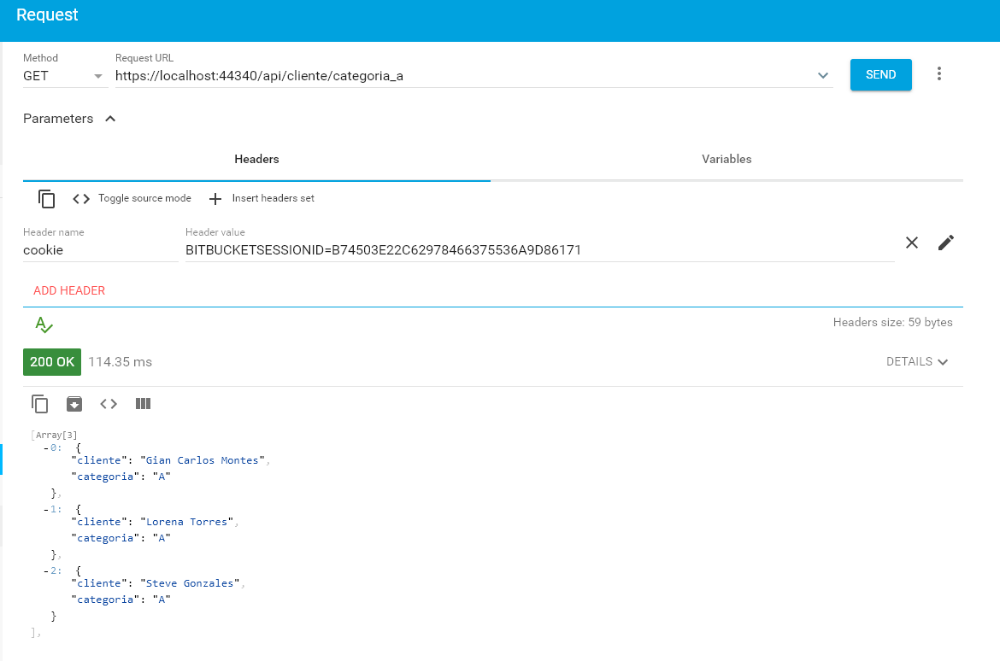 Request
Method
Request URL
GET
https://localhost:44340/api/cliente/categoria_a
SEND
Parameters
Headers
Variables
Toggle source mode
Insert headers set
Header name
Header value
cookie
BITBUCKETSESSIONID=B74503E22C62978466375536A9D86171
ADD HEADER
Headers size: 59 bytes
200 OK 114.35 ms
DETAILS
[Array[3]
-0: {
"cliente": "Gian Carlos Montes",
"categoria": "A"
},
-1: {
"cliente": "Lorena Torres",
"categoria": "A"
},
-2: {
"cliente": "Steve Gonzales",
"categoria": "A"
}
],